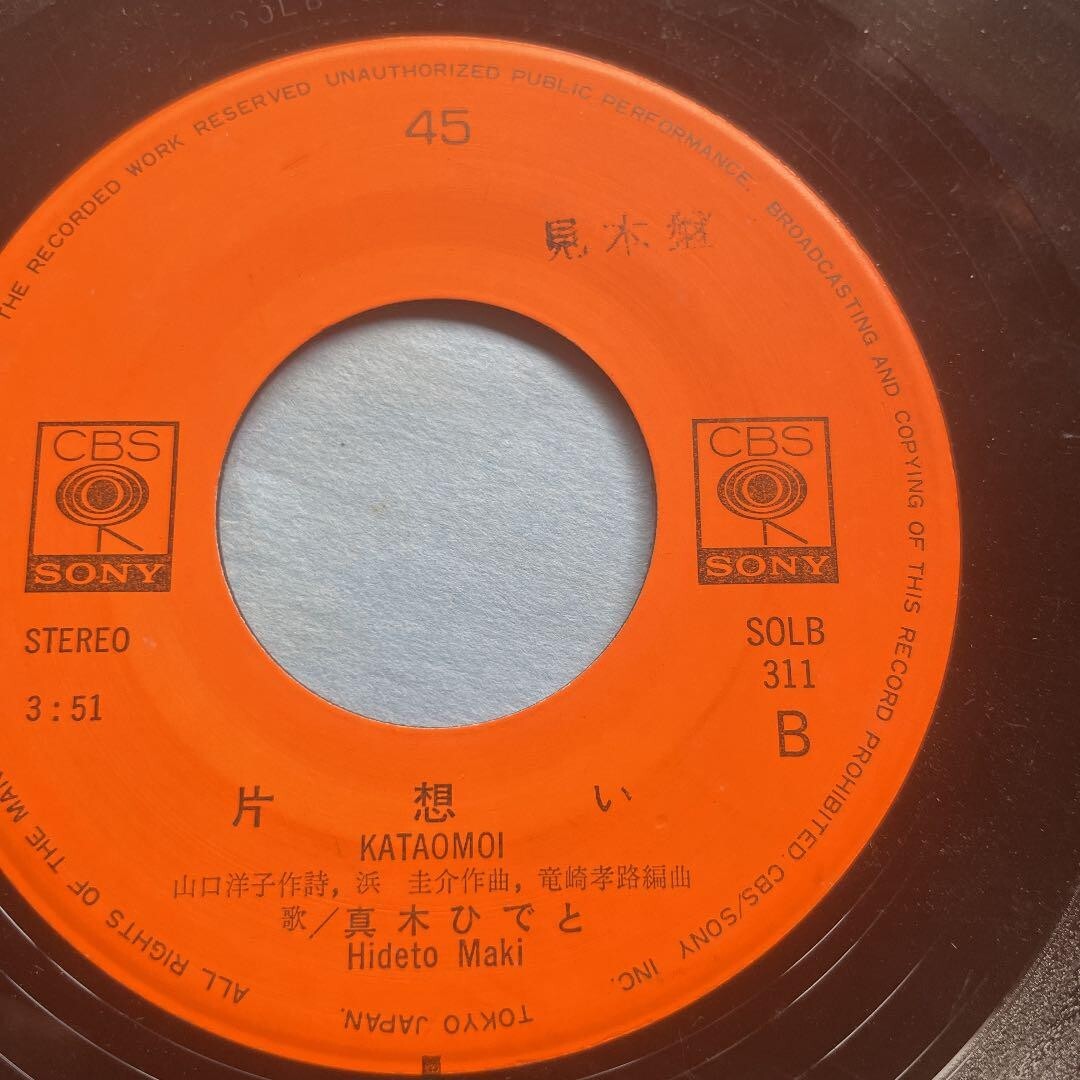 SOLB
THE RECORDED WORK RESERVED UNAUTHORIZED PUBLIC PERFORMANCE. BROADCASTING AND COPYING OF THIS RECORD PROHIBITED. CBS/SONY INC. TOKYO JAPAN.
ALL RIGHTS OF THE MAN
45
見本盤
CBS
SONY
CBS
SONY
STEREO
3:51
SOLB
311
B
片想い
KATAOMOI
山口洋子作詩, 浜 圭介作曲, 竜崎孝路編曲
歌/真木ひでと
Hideto Maki